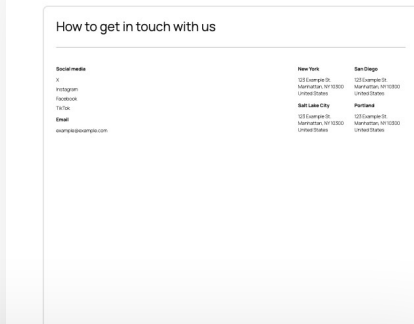 How to get in touch with us
Social media
X
Instagram
Facebook
TikTok
Email
example@example.com
New York
123 Example St.
Manhattan, NY 10300
United States
San Diego
123 Example St.
Manhattan, NY 10300
United States
Salt Lake City
123 Example St.
Manhattan, NY 10300
United States
Portland
123 Example St.
Manhattan, NY 10300
United States